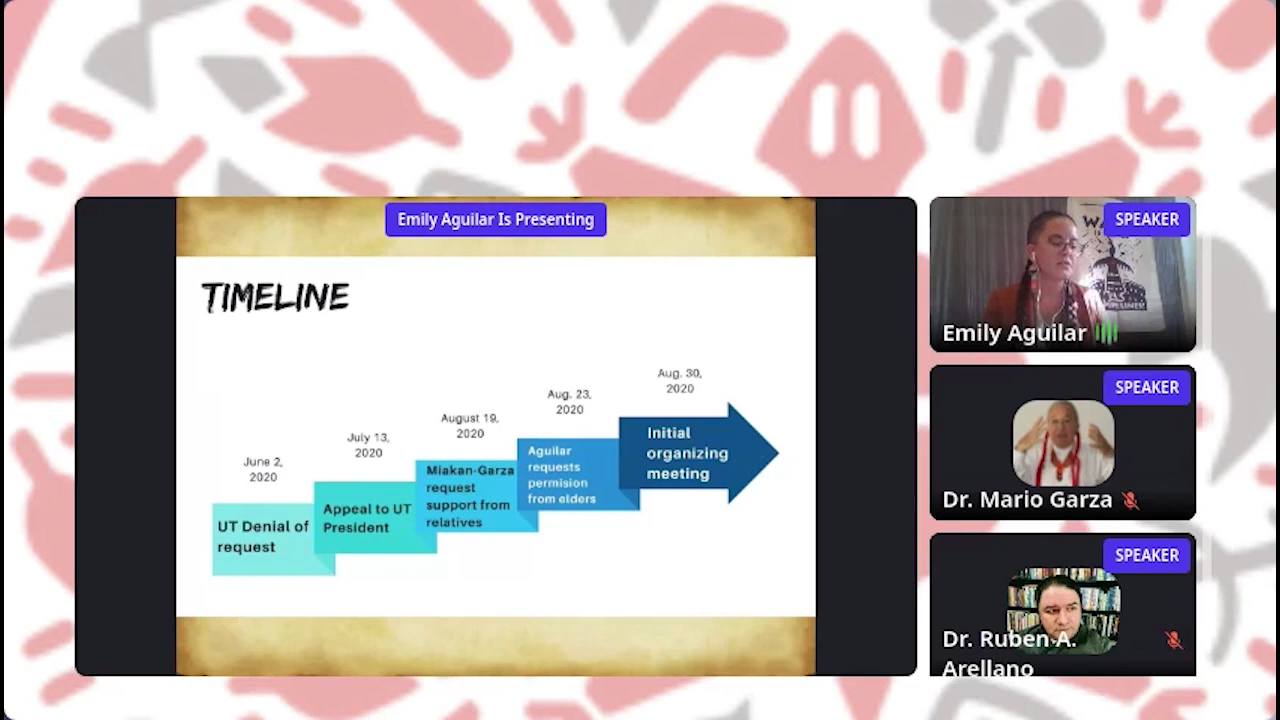 Emily Aguilar Is Presenting
TIMELINE
June 2,
2020
UT Denial of
request
July 13,
2020
Appeal to UT
President
August 19,
2020
Miakan-Garza
request
support from
relatives
Aug. 23,
2020
Aguilar
requests
permision
from elders
Aug. 30,
2020
Initial
organizing
meeting
SPEAKER
Emily Aguilar
SPEAKER
Dr. Mario Garza
SPEAKER
Dr. Ruben A.
Arellano